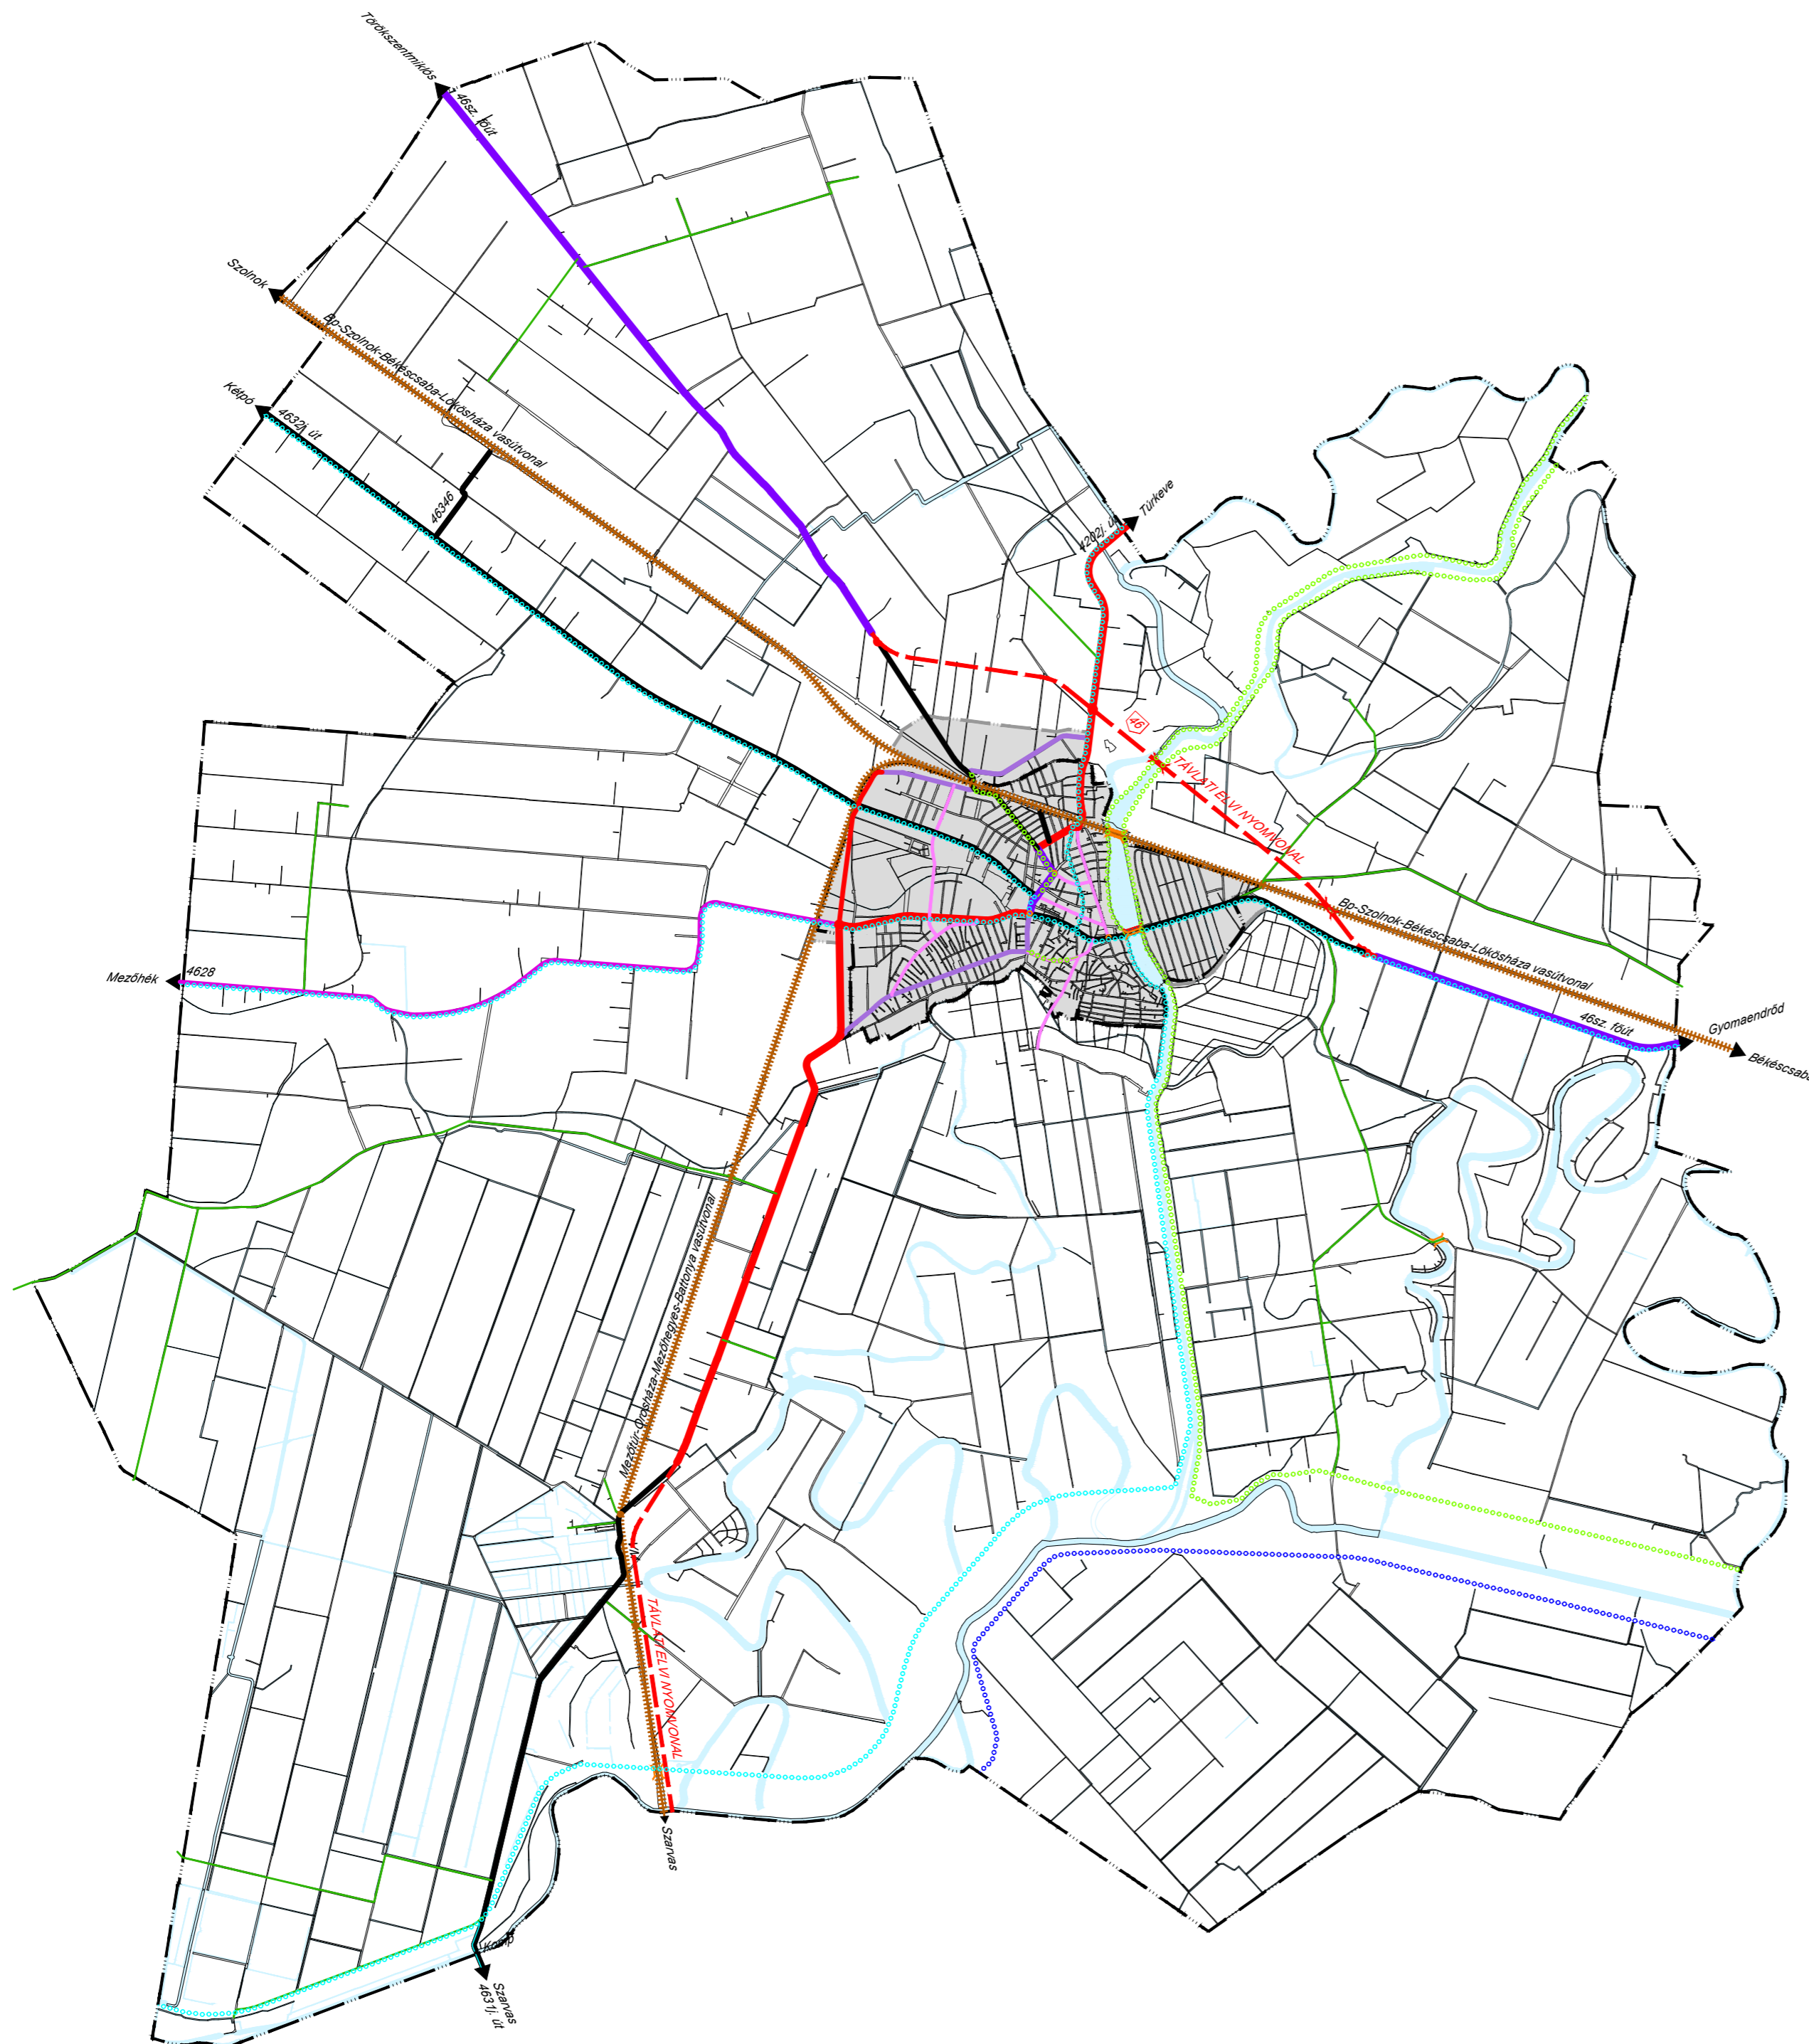 Törökszentmiklós
46sz. főút
Szolnok
Bp-Szolnok-Békéscsaba-Lőkösháza vasútvonal
Kétpó
4632j. út
46346
Túrkeve
4202j. út
46
TÁVLATI ELVI NYOMVONAL
Bp-Szolnok-Békéscsaba-Lőkösháza vasútvonal
Mezőhék
4628
46sz. főút
Gyomaendrőd
Békéscsaba
Mezőtúr-Orosháza-Mezőhegyes-Battonya vasútvonal
TÁVLATI ELVI NYOMVONAL
Szarvas
Komp
Szarvas
4631j. út